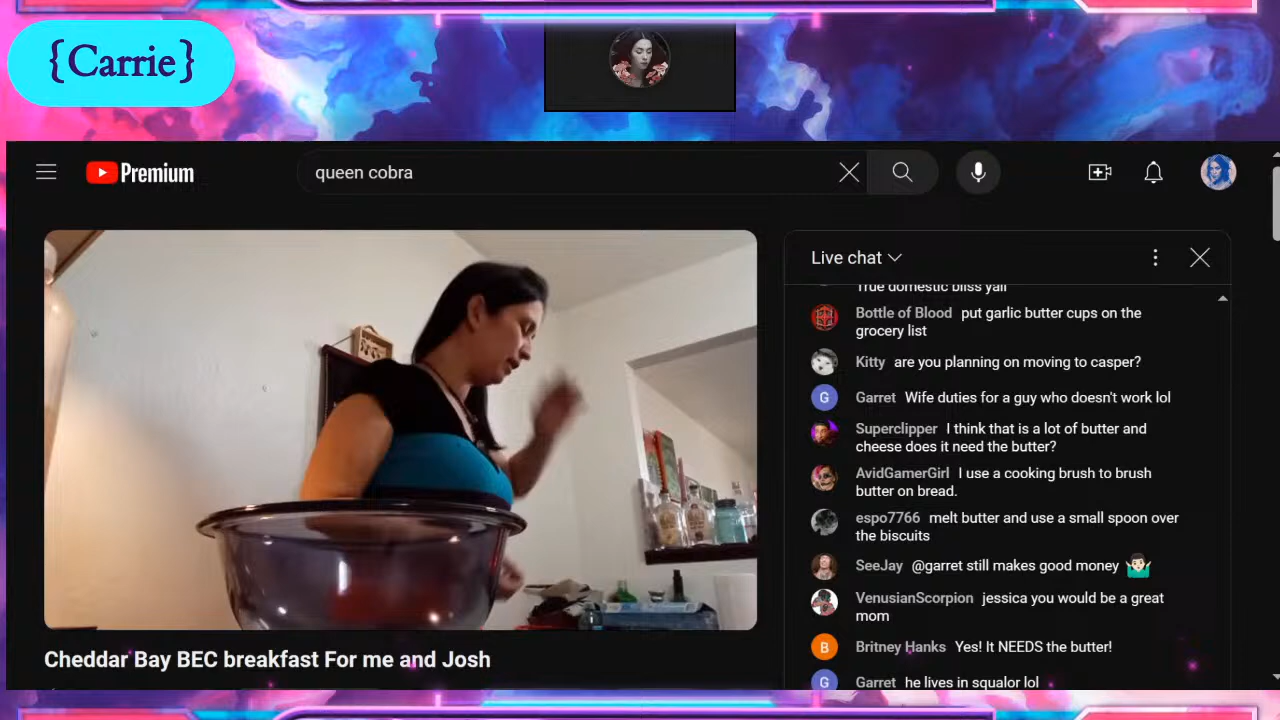 {Carrie}
Premium
queen cobra
Live chat
True domestic bliss yall
Bottle of Blood put garlic butter cups on the
grocery list
Kitty are you planning on moving to casper?
Garret Wife duties for a guy who doesn't work lol
Superclipper I think that is a lot of butter and
cheese does it need the butter?
AvidGamerGirl I use a cooking brush to brush
butter on bread.
espo7766 melt butter and use a small spoon over
the biscuits
SeeJay @garret still makes good money
VenusianScorpion jessica you would be a great
mom
B
Britney Hanks Yes! It NEEDS the butter!
G
Garret he lives in squalor lol
G
Cheddar Bay BEC breakfast For me and Josh